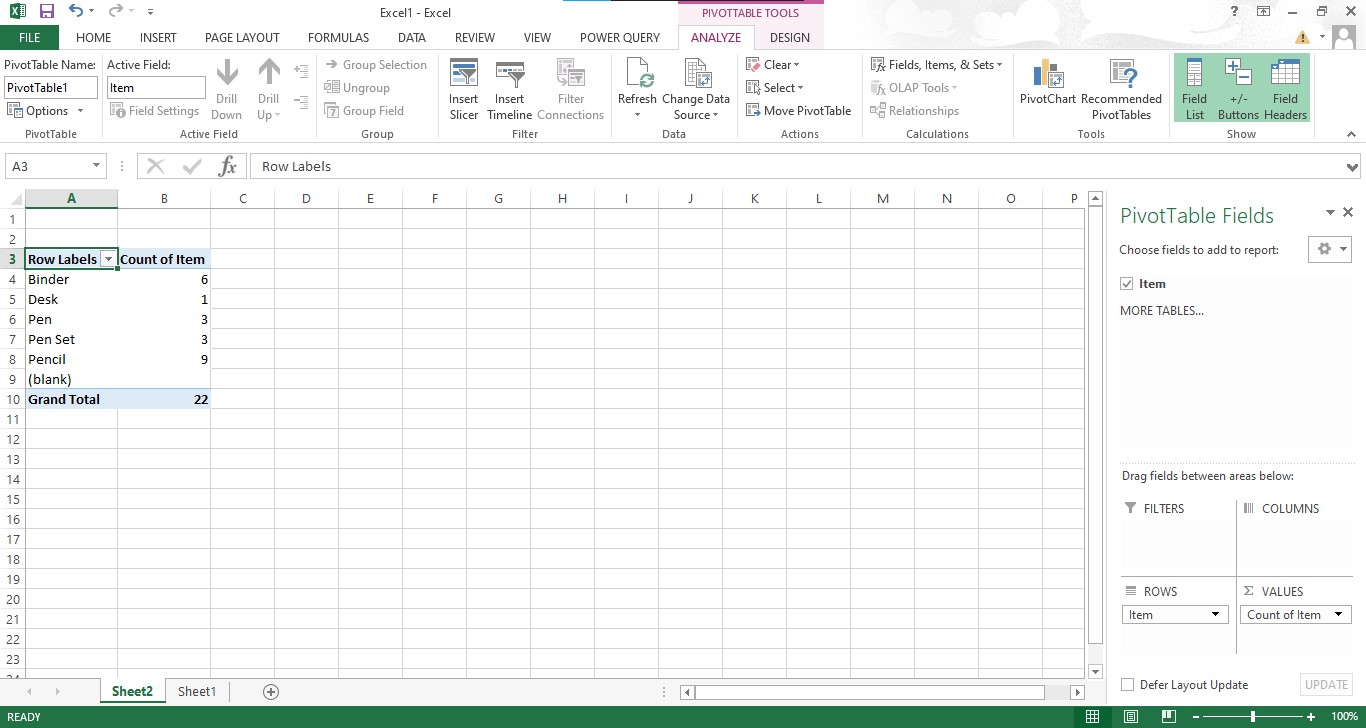 Excel1 - Excel
PIVOTTABLE TOOLS
?
FILE HOME INSERT PAGE LAYOUT FORMULAS DATA REVIEW VIEW POWER QUERY ANALYZE DESIGN
PivotTable Name:
PivotTable1
Options
PivotTable
Active Field:
Item
Field Settings
Drill Down
Drill Up
Active Field
Group Selection
Ungroup
Group Field
Group
Insert Slicer
Insert Timeline
Filter Connections
Filter
Refresh
Change Data Source
Data
Clear
Select
Move PivotTable
Actions
Fields, Items, & Sets
OLAP Tools
Relationships
Calculations
PivotChart
Recommended PivotTables
Tools
Field List
+/- Buttons
Field Headers
Show
A3 fx Row Labels
A B C D E F G H I J K L M N O P
1
2
3 Row Labels Count of Item
4 Binder 6
5 Desk 1
6 Pen 3
7 Pen Set 3
8 Pencil 9
9 (blank)
10 Grand Total 22
11
12
13
14
15
16
17
18
19
20
21
22
23
24
PivotTable Fields
Choose fields to add to report:
Item
MORE TABLES...
Drag fields between areas below:
FILTERS COLUMNS
ROWS Σ VALUES
Item Count of Item
Defer Layout Update UPDATE
Sheet2 Sheet1
READY 100%